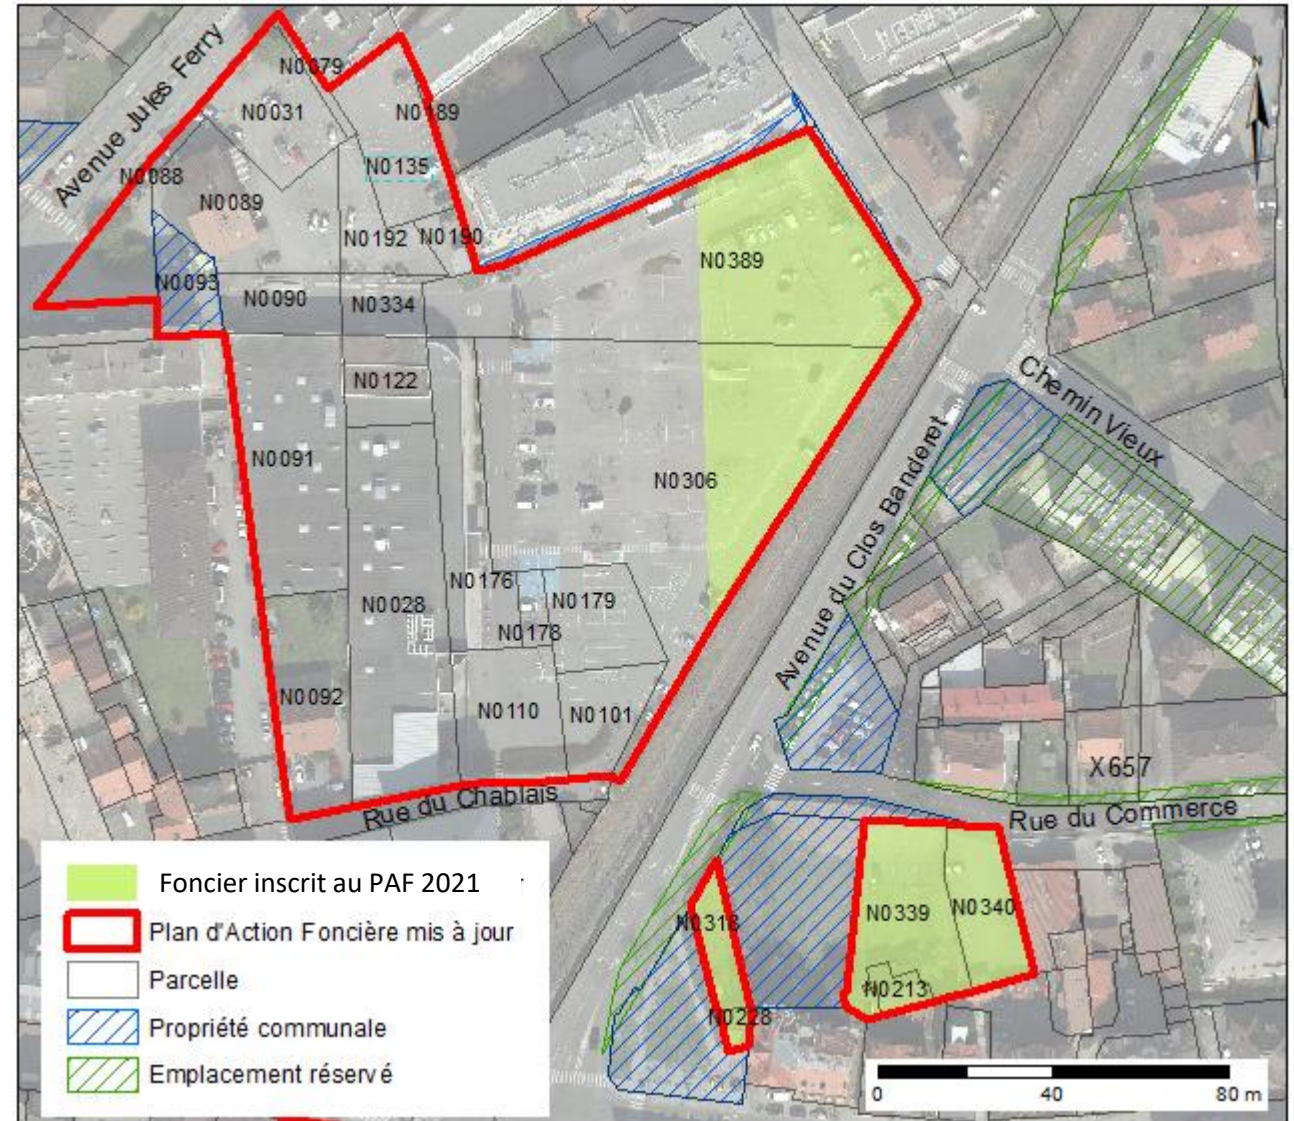 Avenue Jules Ferry
N0079
N0031
N0189
N0135
N0088
N0089
N0192
N0190
N0389
N0093
N0090
N0334
N0122
N0091
N0306
Chemin Vieux
Avenue du Clos Banderet
N0176
N0179
N0028
N0178
N0092
N0110
N0101
X657
Rue du Chablais
Rue du Commerce
N0318
N0339
N0340
N0213
N0228
Foncier inscrit au PAF 2021
Plan d'Action Foncière mis à jour
Parcelle
Propriété communale
Emplacement réservé
0 40 80 m